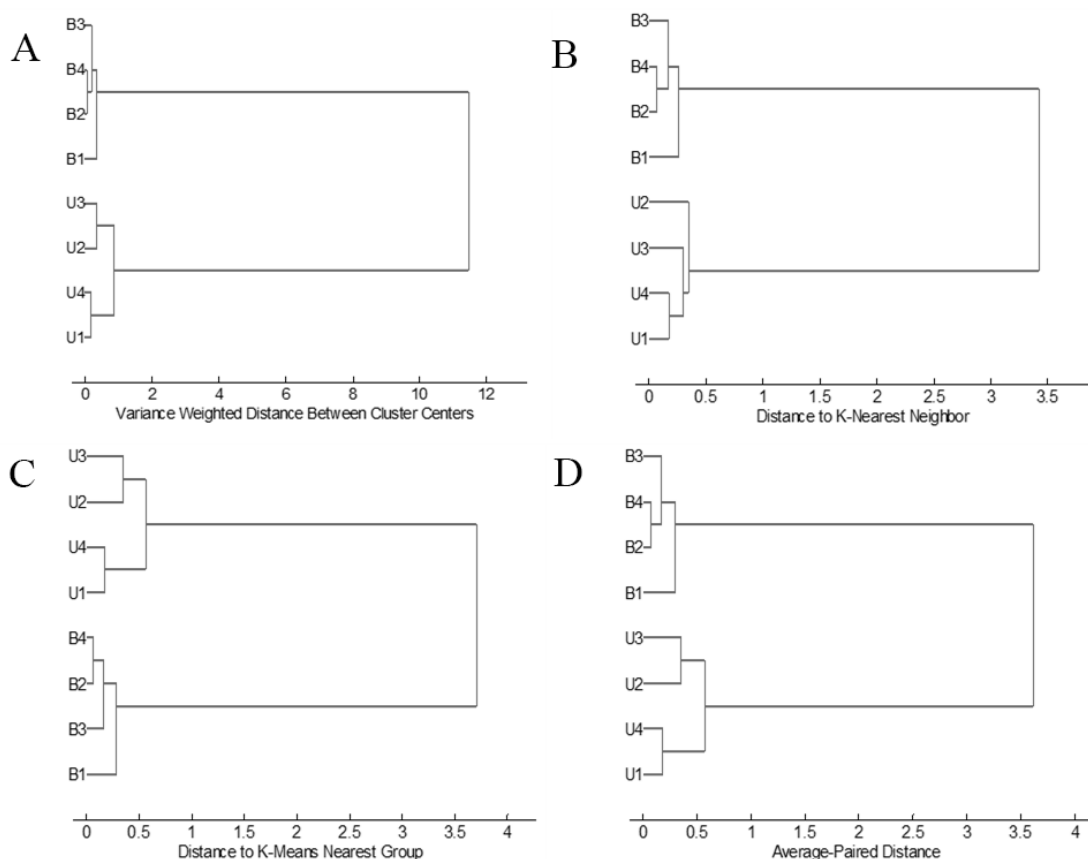 A
B3
B4
B2
B1
U3
U2
U4
U1
0 2 4 6 8 10 12
Variance Weighted Distance Between Cluster Centers
B
B3
B4
B2
B1
U2
U3
U4
U1
0 0.5 1 1.5 2 2.5 3 3.5
Distance to K-Nearest Neighbor
C
U3
U2
U4
U1
B4
B2
B3
B1
0 0.5 1 1.5 2 2.5 3 3.5 4
Distance to K-Means Nearest Group
D
B3
B4
B2
B1
U3
U2
U4
U1
0 0.5 1 1.5 2 2.5 3 3.5 4
Average-Paired Distance